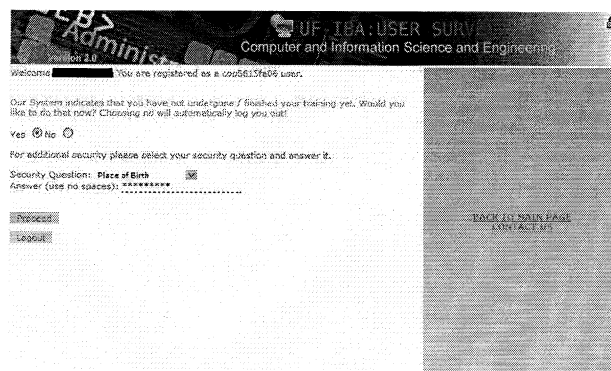 UF IBA:USER SURV
Administ
Computer and Information Science and Engineering
Version 2.0
Welcome You are registered as a cop5615fa06 user.
Our System indicates that you have not undergone / finished your training yet. Would you
like to do that now? Choosing no will automatically log you out!
Yes No
For additional security please select your security question and answer it.
Security Question: Place of Birth
Answer (use no spaces): *********
Proceed
BACK TO MAIN PAGE
CONTACT US
Logout